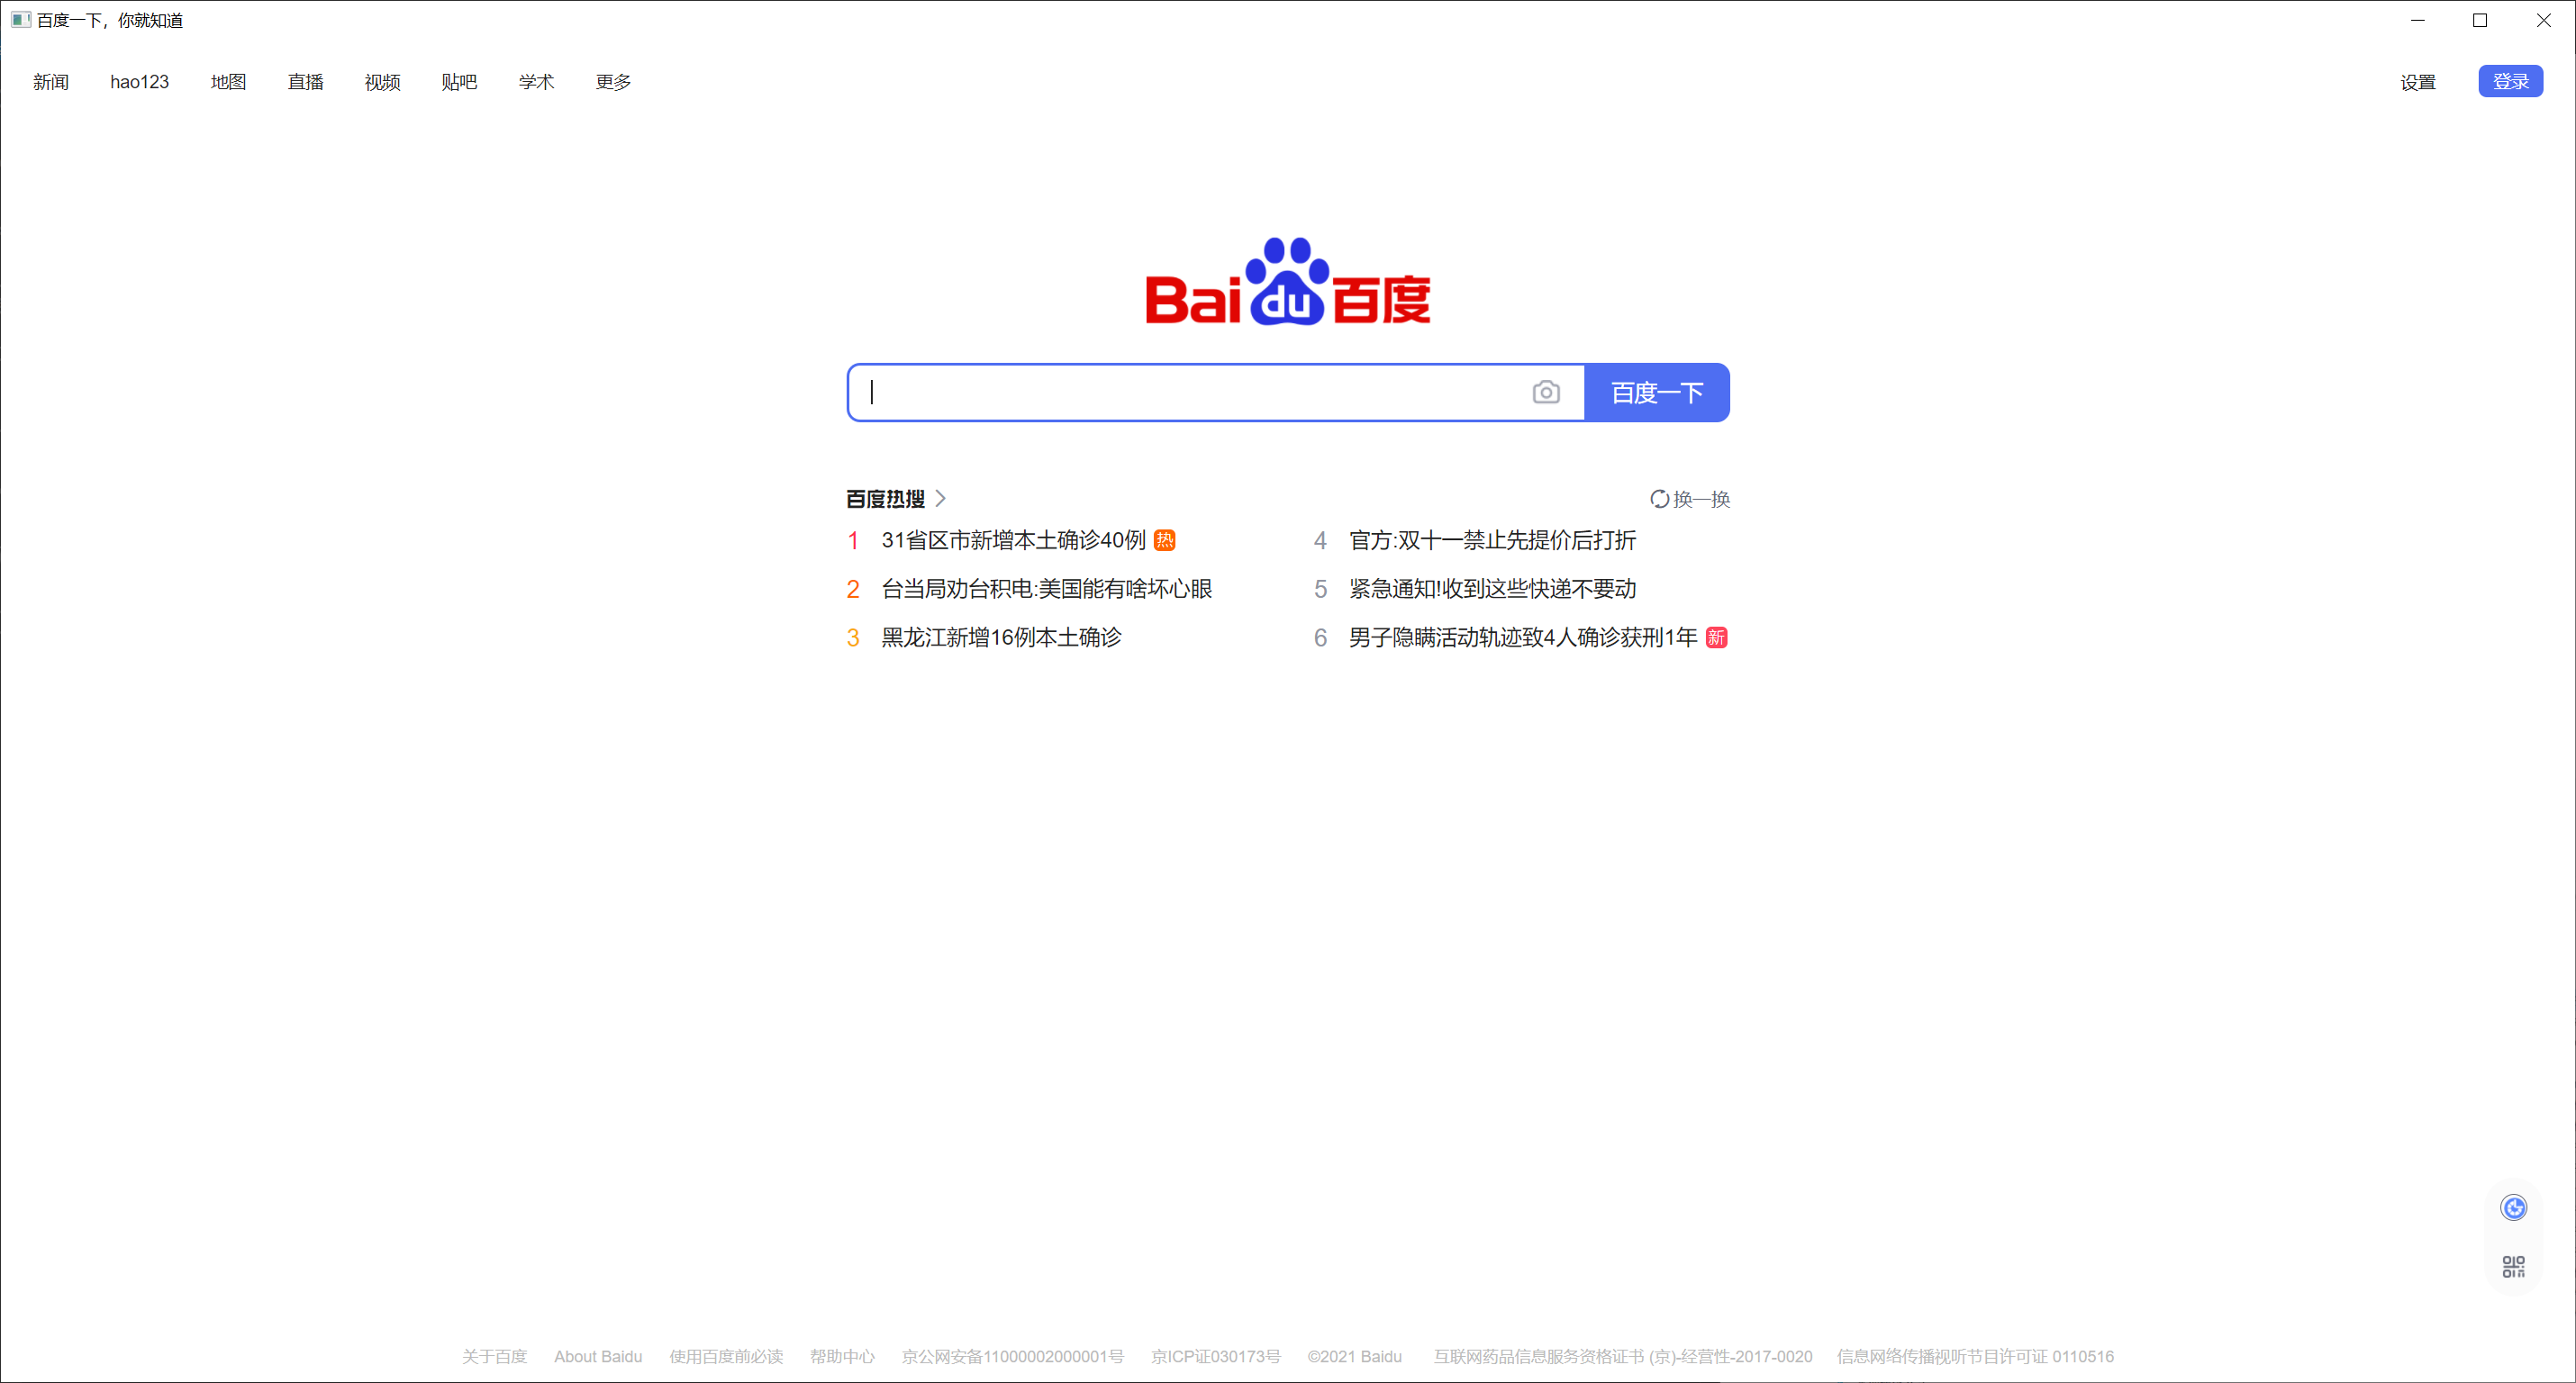 百度一下，你就知道
新闻 hao123 地图 直播 视频 贴吧 学术 更多 设置 登录
Bai du 百度
百度一下
百度热搜 换一换
1 31省区市新增本土确诊40例 热
2 台当局劝台积电:美国能有啥坏心眼
3 黑龙江新增16例本土确诊
4 官方:双十一禁止先提价后打折
5 紧急通知!收到这些快递不要动
6 男子隐瞒活动轨迹致4人确诊获刑1年 新
关于百度 About Baidu 使用百度前必读 帮助中心 京公网安备11000002000001号 京ICP证030173号 ©2021 Baidu 互联网药品信息服务资格证书 (京)-经营性-2017-0020 信息网络传播视听节目许可证 0110516